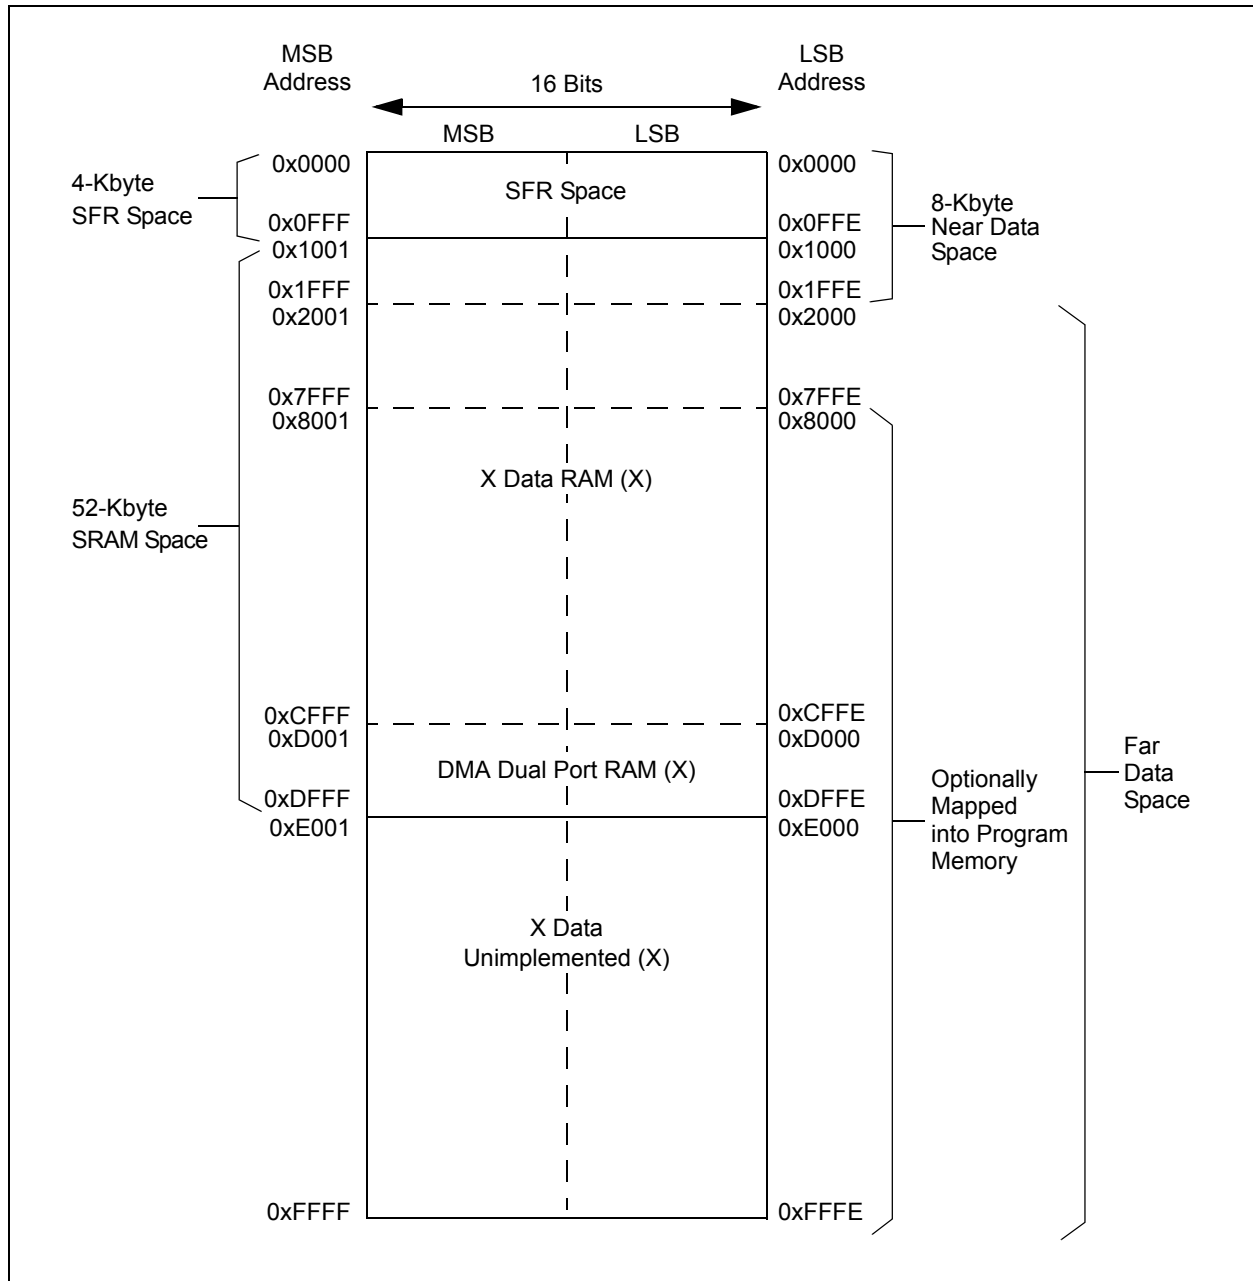 MSB
Address
LSB
Address
16 Bits
MSB
LSB
0x0000
0x0000
4-Kbyte
SFR Space
SFR Space
8-Kbyte
Near Data
Space
0x0FFF
0x0FFE
0x1001
0x1000
0x1FFF
0x1FFE
0x2001
0x2000
0x7FFF
0x7FFE
0x8001
0x8000
X Data RAM (X)
52-Kbyte
SRAM Space
0xCFFF
0xCFFE
0xD001
0xD000
DMA Dual Port RAM (X)
0xDFFF
0xDFFE
0xE001
0xE000
Optionally
Mapped
into Program
Memory
Far
Data
Space
X Data
Unimplemented (X)
0xFFFF
0xFFFE